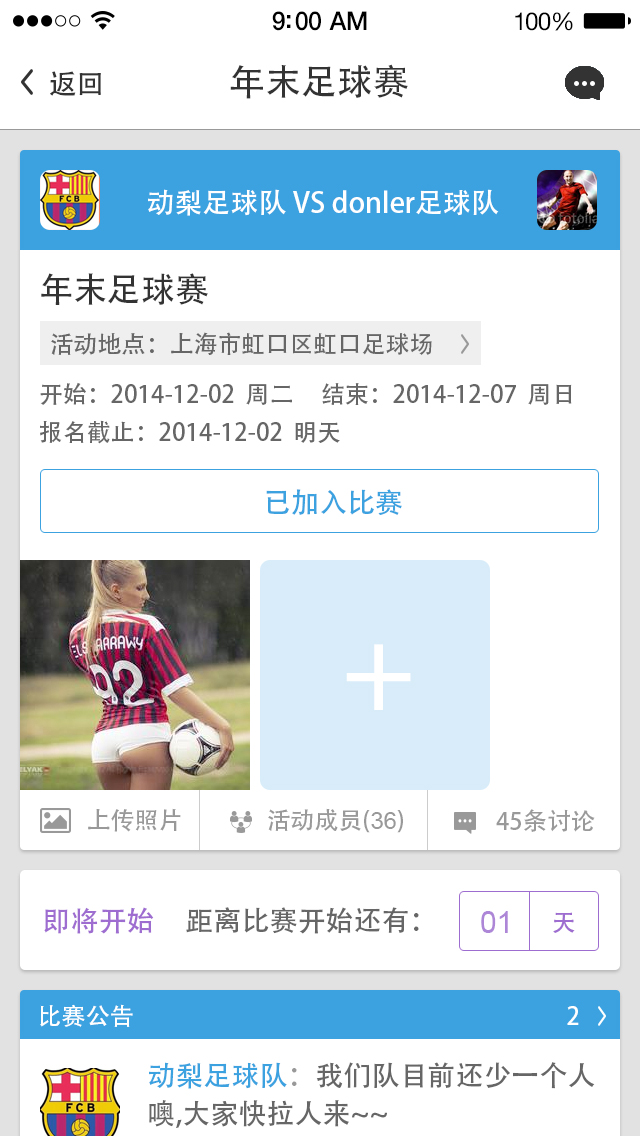 9:00 AM 100%
返回 年末足球赛
FCB 动梨足球队 VS donler足球队 fotolia
年末足球赛
活动地点：上海市虹口区虹口足球场
开始：2014-12-02 周二 结束：2014-12-07 周日
报名截止：2014-12-02 明天
已加入比赛
92
上传照片 活动成员(36) 45条讨论
即将开始 距离比赛开始还有： 01 天
比赛公告 2
FCB
动梨足球队：我们队目前还少一个人
噢,大家快拉人来~~